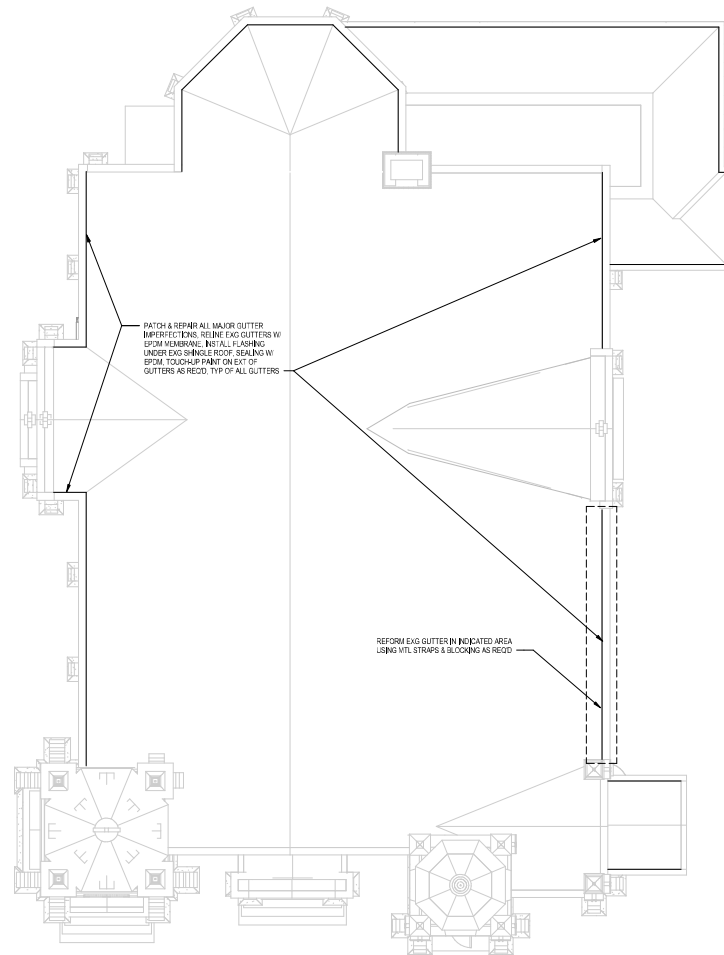 PATCH & REPAIR ALL MAJOR GUTTER
IMPERFECTIONS, RELINE EXG GUTTERS W/
EPDM MEMBRANE, INSTALL FLASHING
UNDER EXG SHINGLE ROOF, SEALING W/
EPDM, TOUCH-UP PAINT ON EXT OF
GUTTERS AS REQ'D, TYP OF ALL GUTTERS
REFORM EXG GUTTER IN INDICATED AREA
USING MTL STRAPS & BLOCKING AS REQ'D